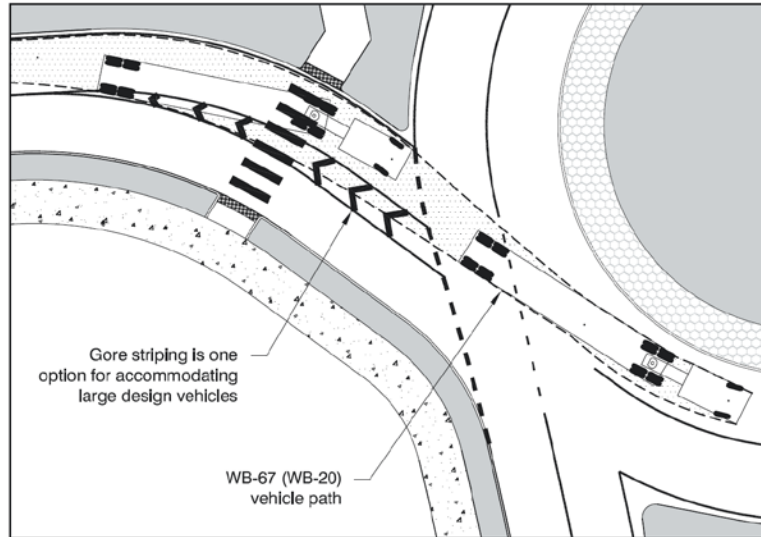 Gore striping is one
option for accommodating
large design vehicles
WB-67 (WB-20)
vehicle path